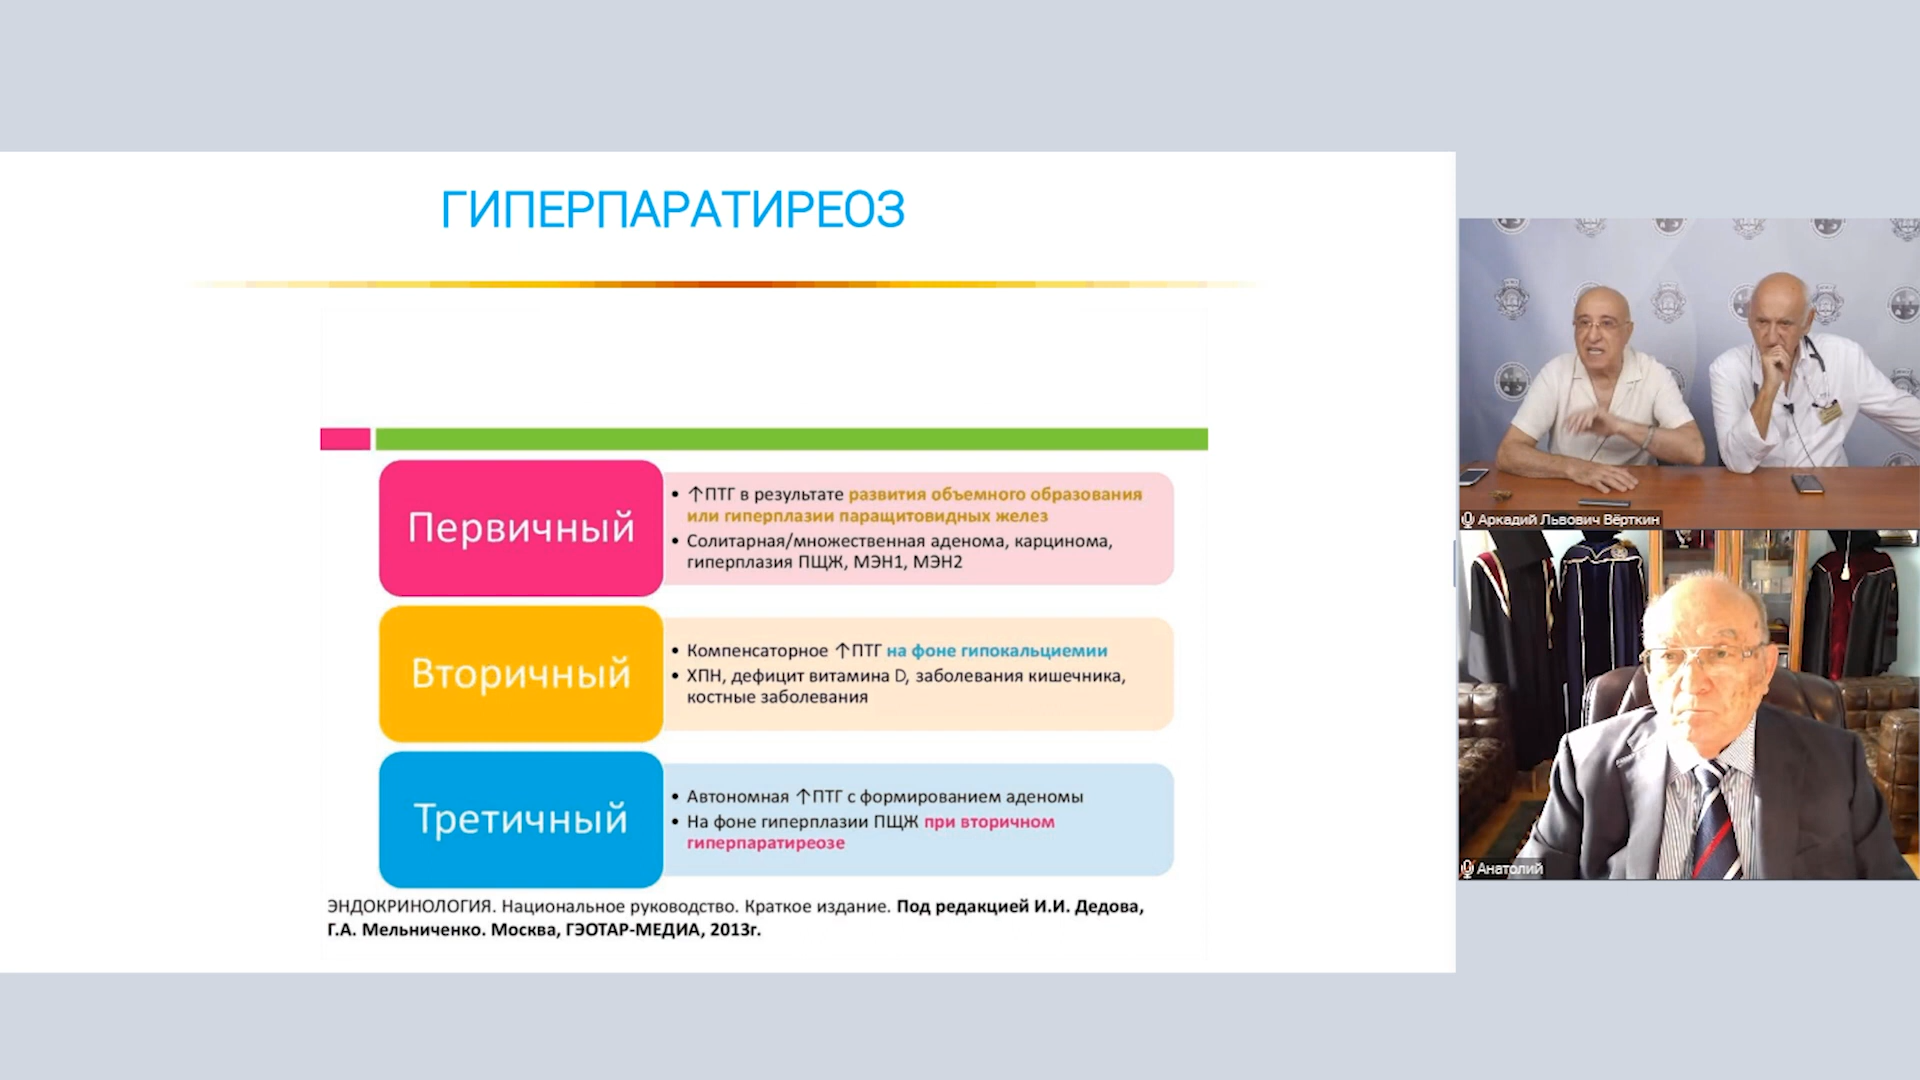 ГИПЕРПАРАТИРЕОЗ
Первичный
• ↑ПТГ в результате развития объемного образования
или гиперплазии паращитовидных желез
• Солитарная/множественная аденома, карцинома,
гиперплазия ПЩЖ, МЭН1, МЭН2
Вторичный
• Компенсаторное ↑ПТГ на фоне гипокальциемии
• ХПН, дефицит витамина D, заболевания кишечника,
костные заболевания
Третичный
• Автономная ↑ПТГ с формированием аденомы
• На фоне гиперплазии ПЩЖ при вторичном
гиперпаратиреозе
ЭНДОКРИНОЛОГИЯ. Национальное руководство. Краткое издание. Под редакцией И.И. Дедова,
Г.А. Мельниченко. Москва, ГЭОТАР-МЕДИА, 2013г.
Аркадий Львович Вёрткин
Анатолий